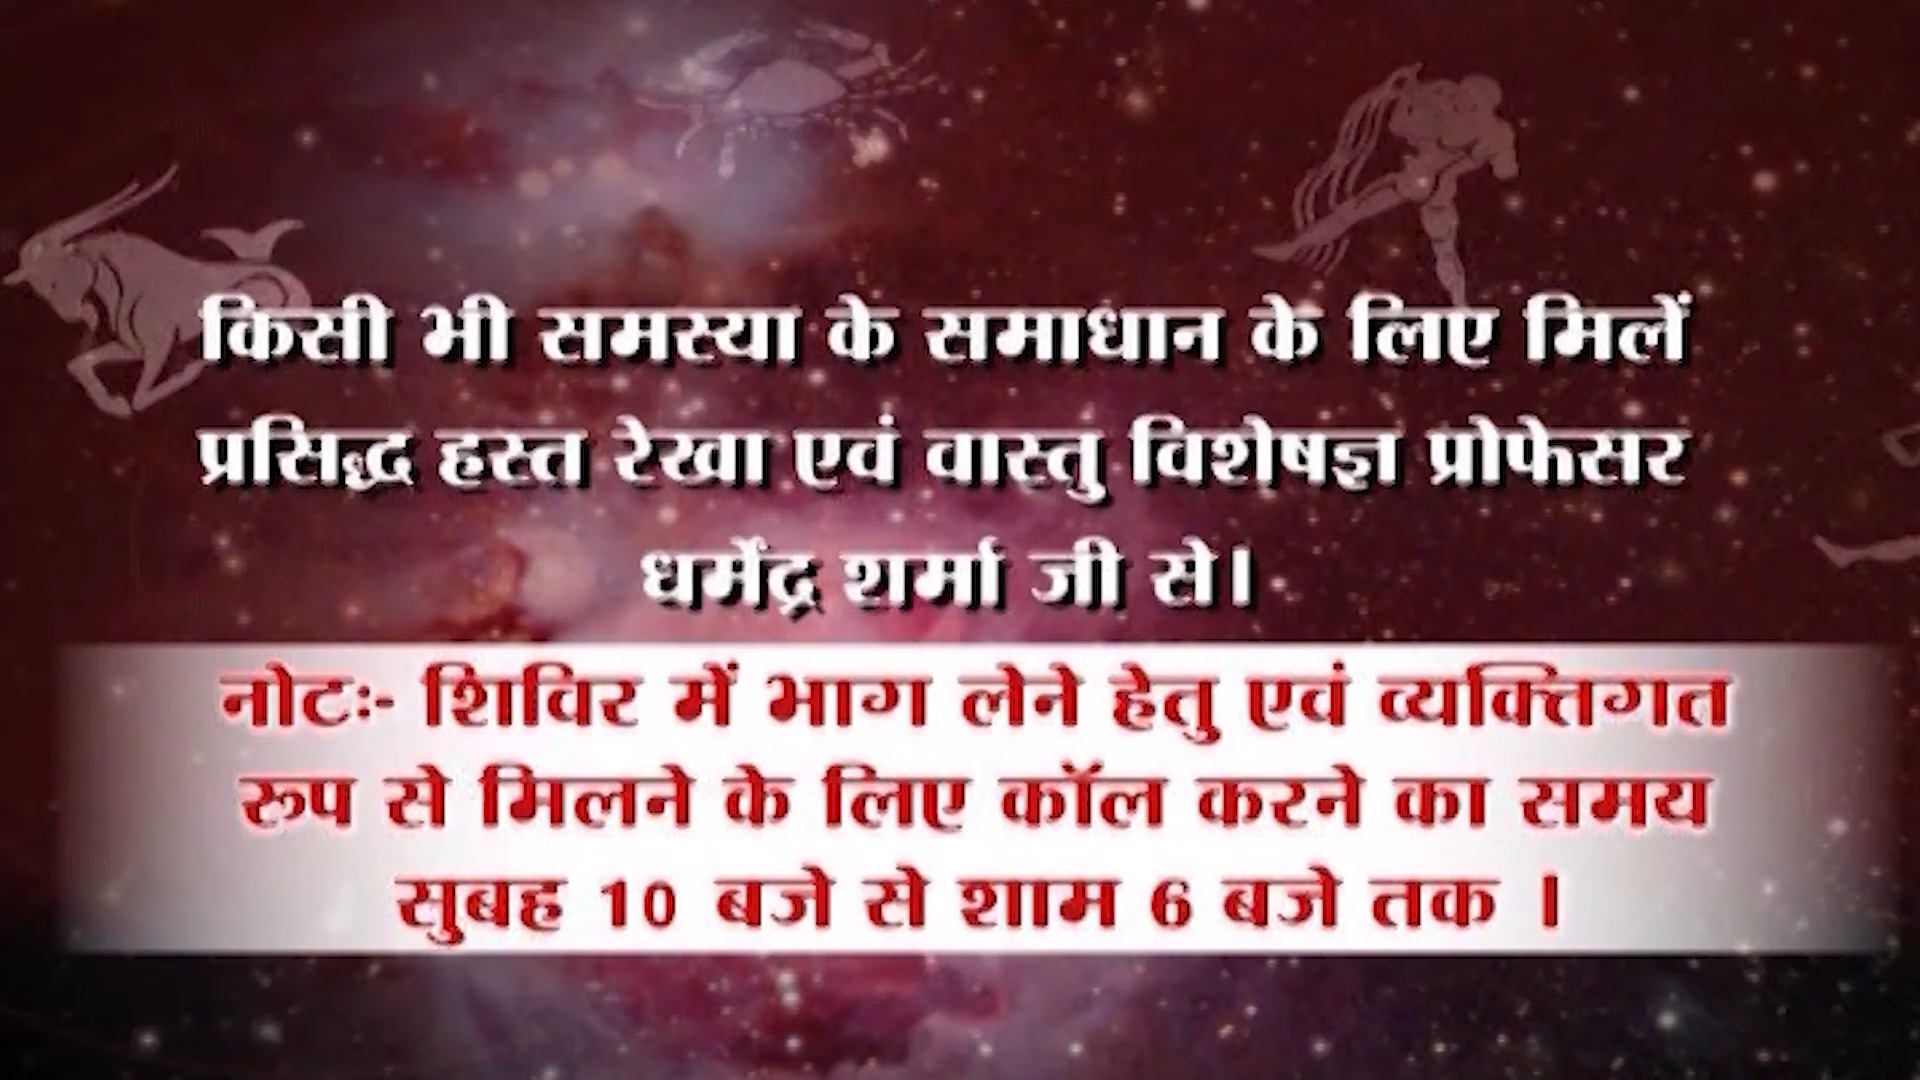 किसी भी समस्या के समाधान के लिए मिलें
प्रसिद्ध हस्त रेखा एवं वास्तु विशेषज्ञ प्रोफेसर
धर्मेंद्र शर्मा जी से।
नोटः- शिविर में भाग लेने हेतु एवं व्यक्तिगत
रुप से मिलने के लिए कॉल करने का समय
सुबह 10 बजे से शाम 6 बजे तक ।